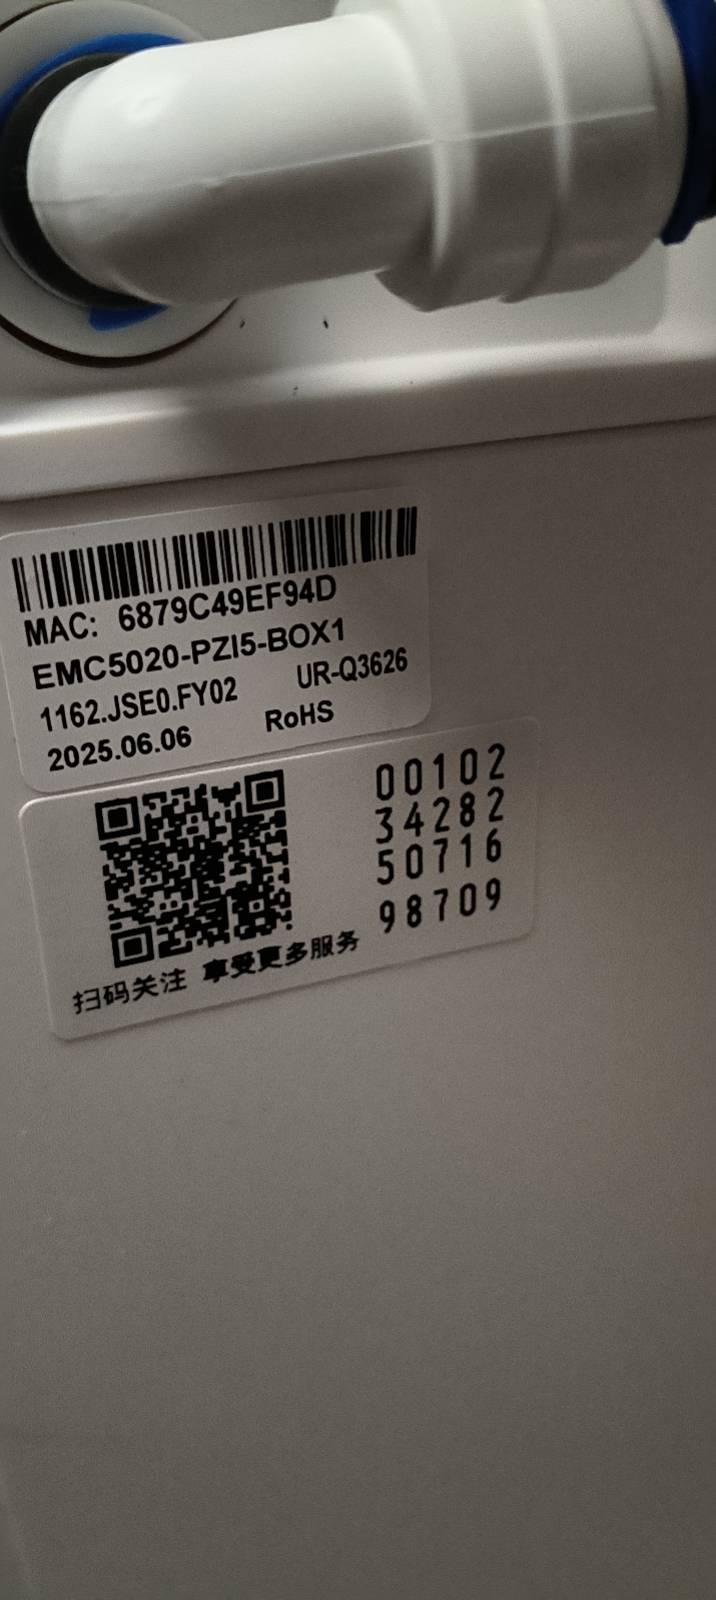 MAC: 6879C49EF94D
EMC5020-PZI5-BOX1
1162.JSE0.FY02 UR-Q3626
2025.06.06 RoHS
00102
34282
50716
98709
扫码关注 享受更多服务